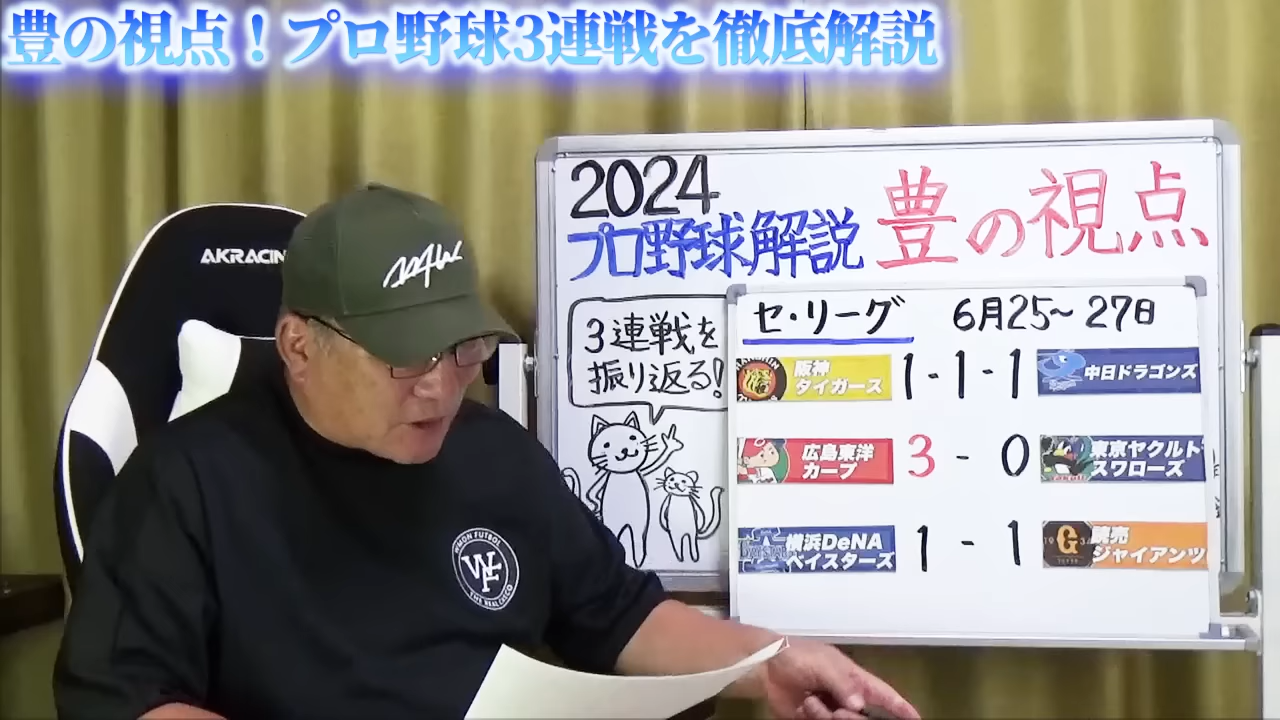 豊の視点！プロ野球3連戦を徹底解説
2024
プロ野球解説 豊の視点
3連戦を
振り返る!
セ・リーグ 6月25～27日
阪神
タイガース
1-1-1
中日ドラゴンズ
広島東洋
カープ
3-0
東京ヤクルト
スワローズ
横浜DeNA
ベイスターズ
1-1
読売
ジャイアンツ
AKRACIN
WF